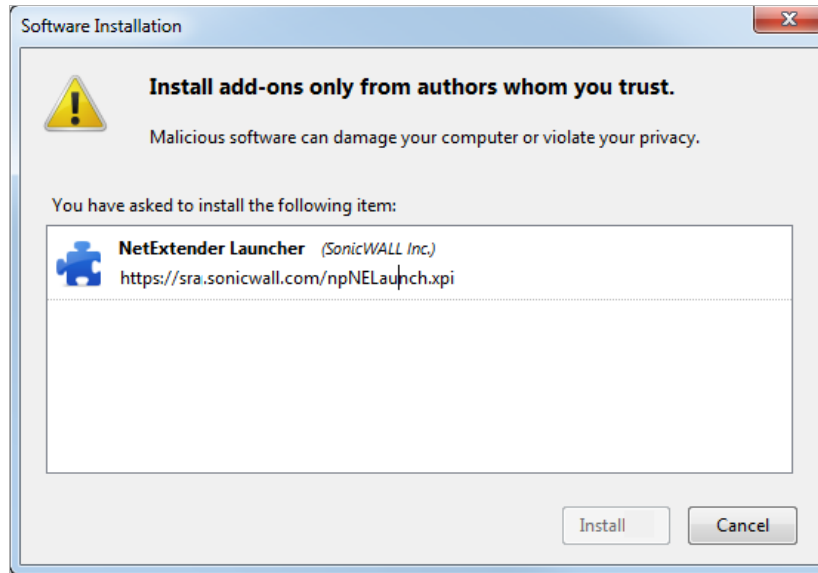 Software Installation
Install add-ons only from authors whom you trust.
Malicious software can damage your computer or violate your privacy.
You have asked to install the following item:
NetExtender Launcher (SonicWALL Inc.)
https://sra.sonicwall.com/npNELaunch.xpi
Install Cancel